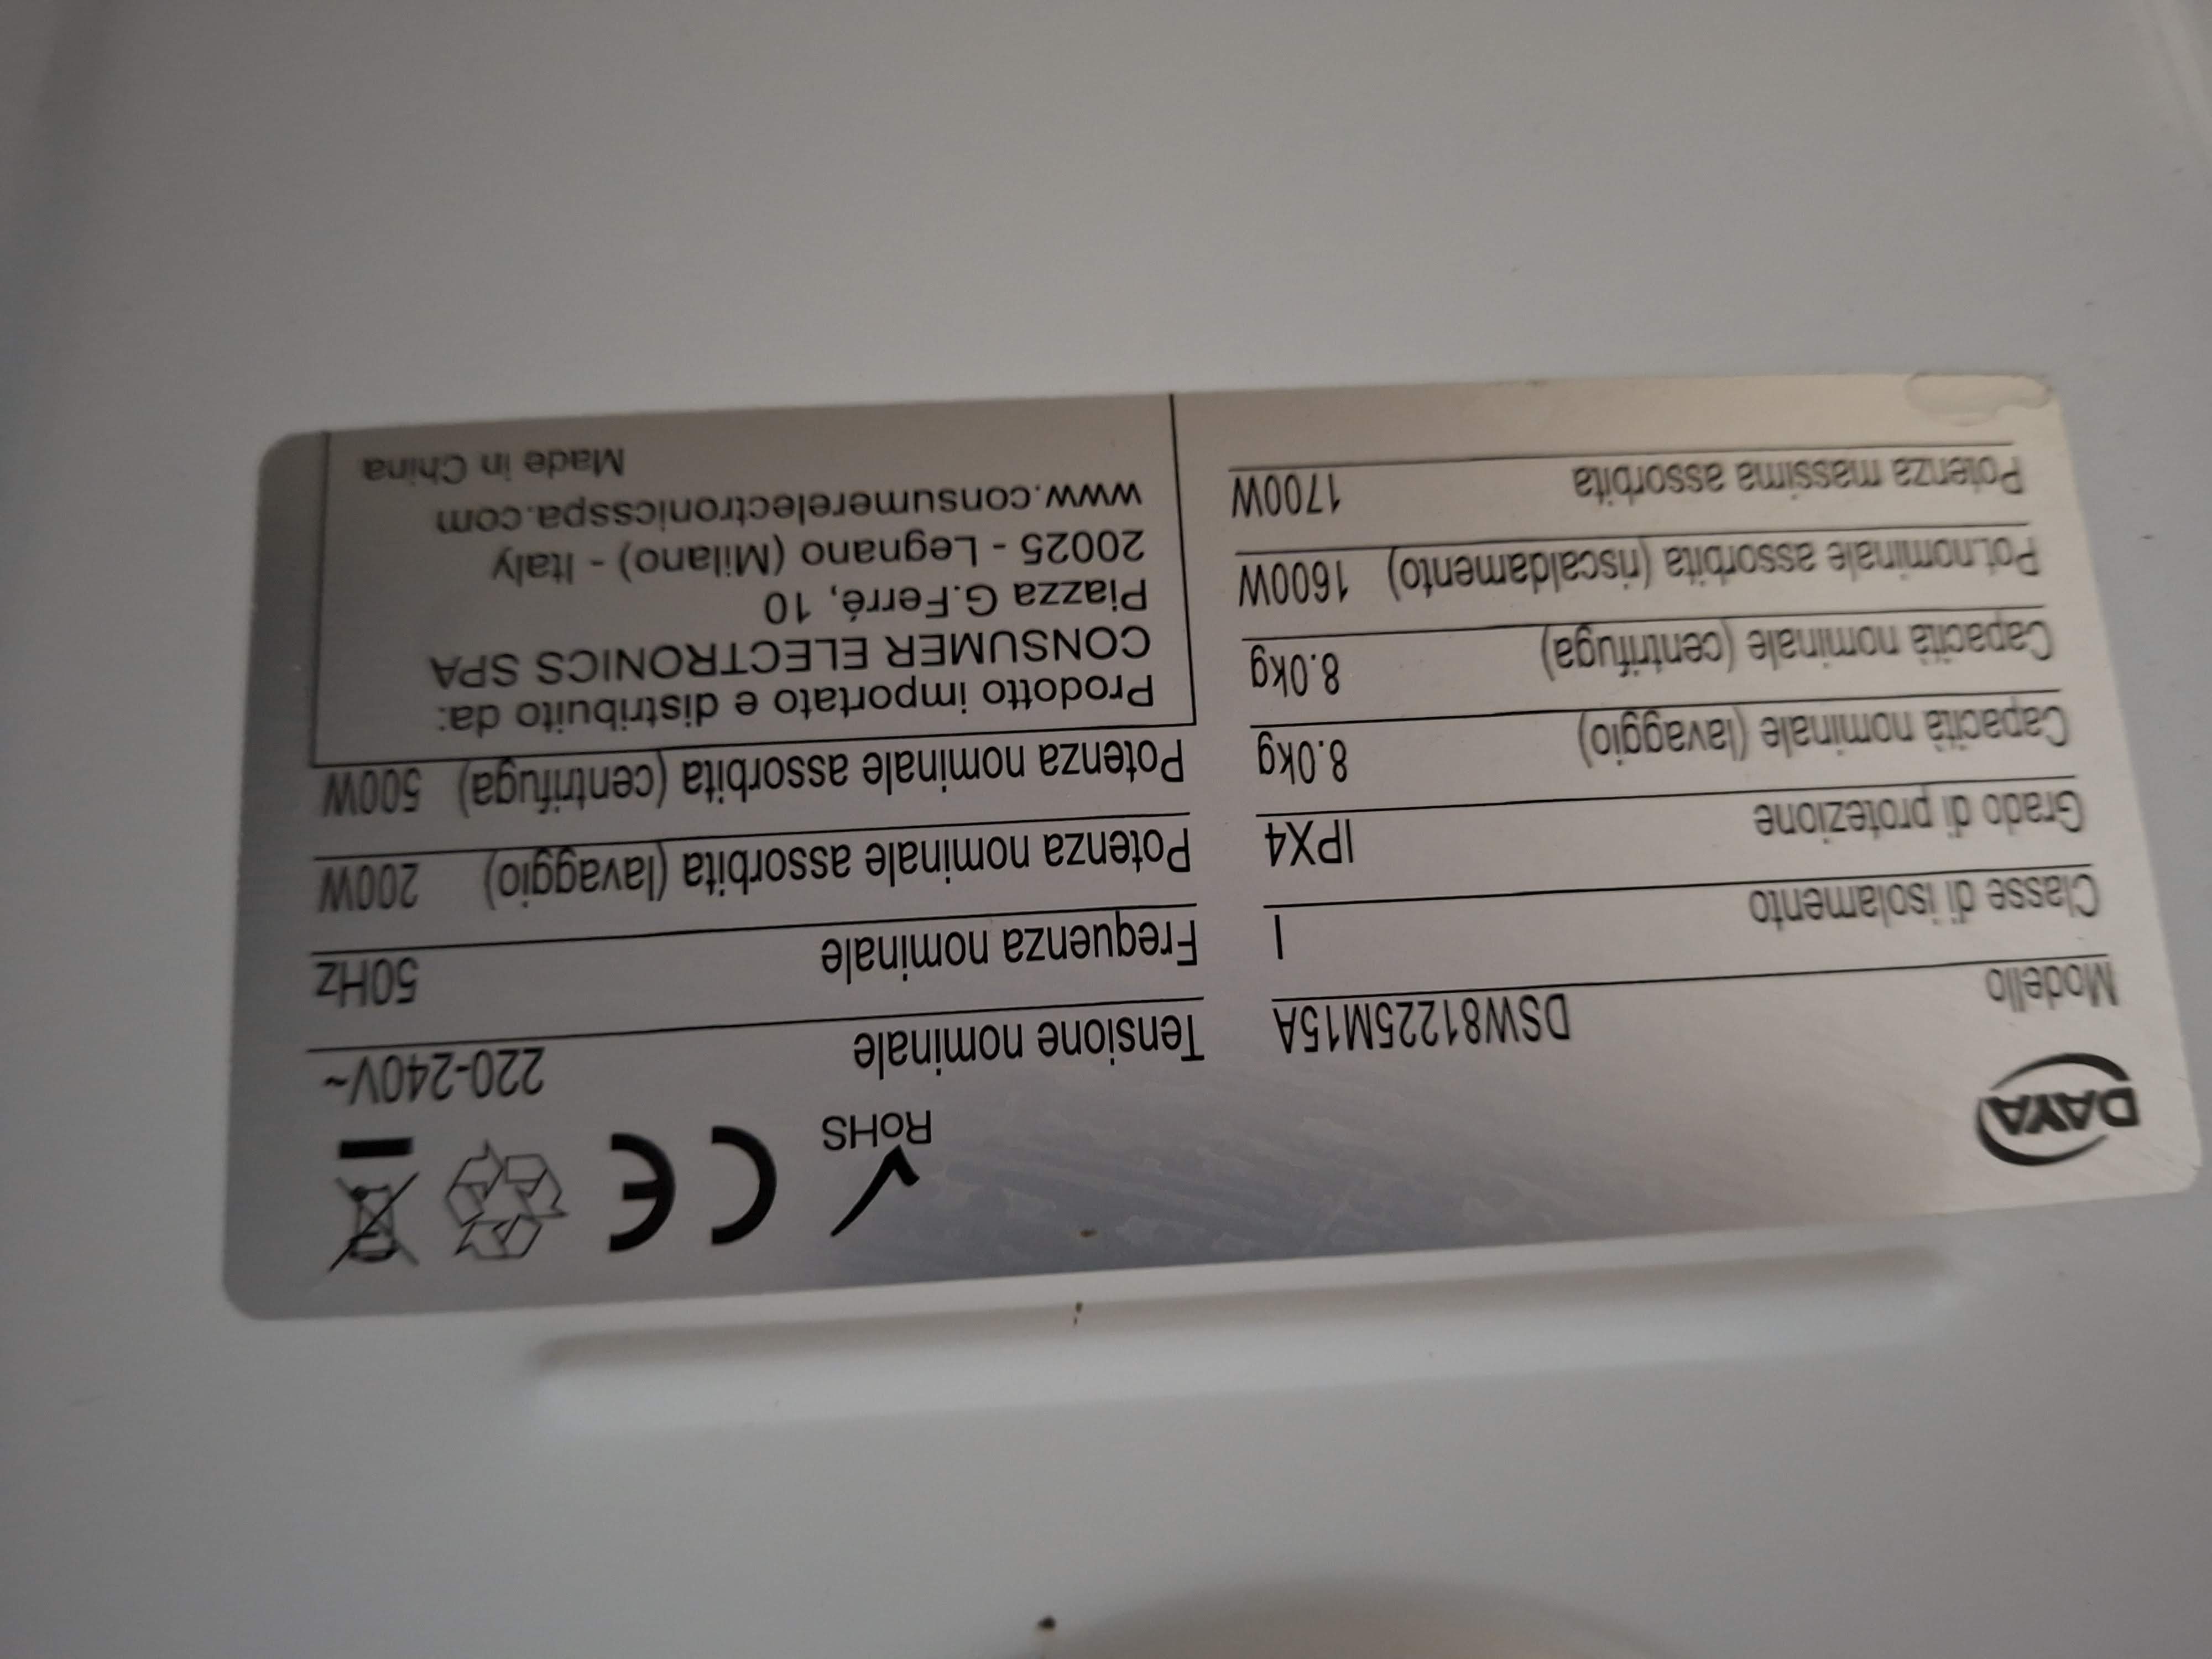 DAYA
RoHS
CE
Modello DSW81225M15A
Classe di isolamento I
Grado di protezione IPX4
Capacità nominale (lavaggio) 8.0kg
Capacità nominale (centrifuga) 8.0kg
Pot.nominale assorbita (riscaldamento) 1600W
Potenza massima assorbita 1700W
Tensione nominale 220-240V~
Frequenza nominale 50Hz
Potenza nominale assorbita (lavaggio) 200W
Potenza nominale assorbita (centrifuga) 500W
Prodotto importato e distribuito da:
CONSUMER ELECTRONICS SPA
Piazza G.Ferré, 10
20025 - Legnano (Milano) - Italy
www.consumerelectronicsspa.com
Made in China